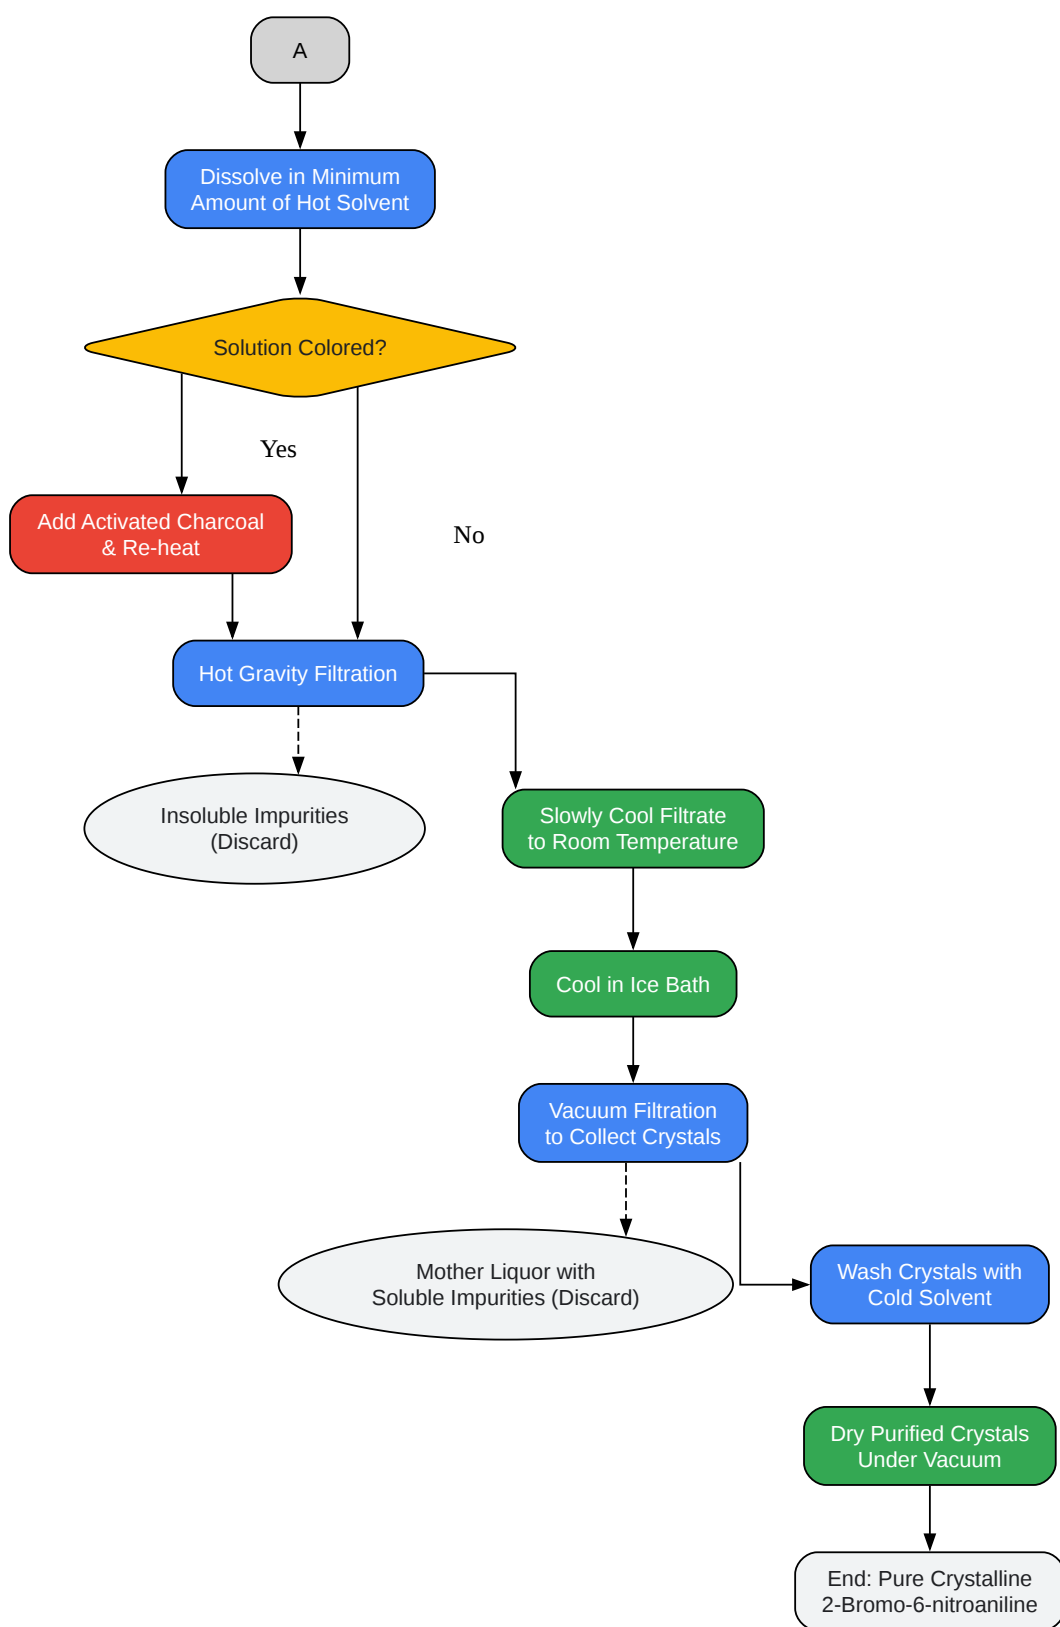 A
Dissolve in Minimum
Amount of Hot Solvent
Solution Colored?
Yes
Add Activated Charcoal
& Re-heat
No
Hot Gravity Filtration
Insoluble Impurities
(Discard)
Slowly Cool Filtrate
to Room Temperature
Cool in Ice Bath
Vacuum Filtration
to Collect Crystals
Mother Liquor with
Soluble Impurities (Discard)
Wash Crystals with
Cold Solvent
Dry Purified Crystals
Under Vacuum
End: Pure Crystalline
2-Bromo-6-nitroaniline